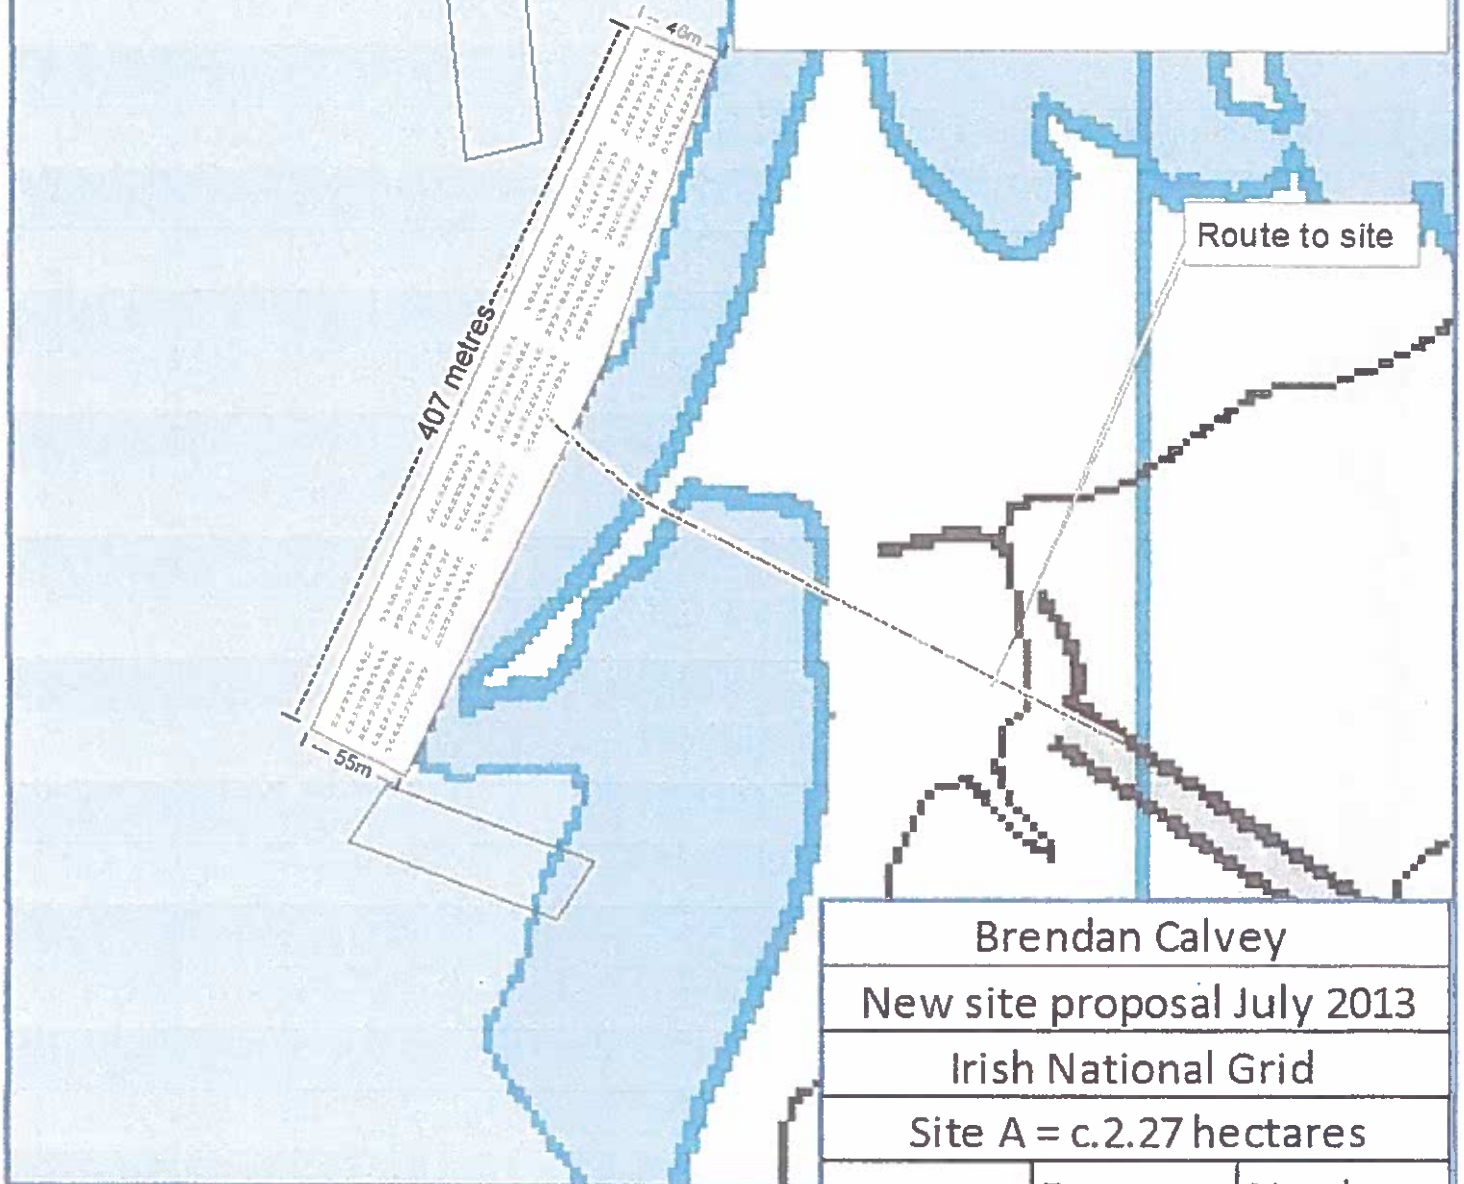 46m
Route to site
407 metres
55m
Brendan Calvey
New site proposal July 2013
Irish National Grid
Site A = c.2.27 hectares